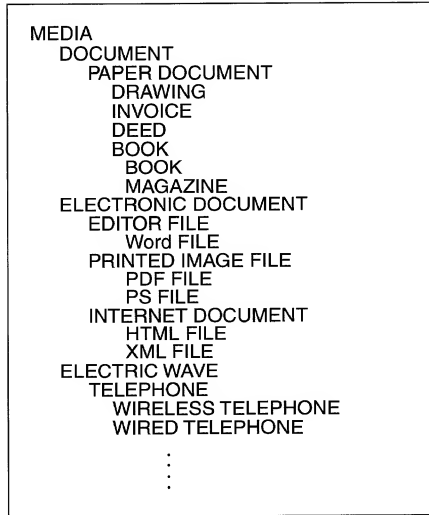 MEDIA
DOCUMENT
PAPER DOCUMENT
DRAWING
INVOICE
DEED
BOOK
BOOK
MAGAZINE
ELECTRONIC DOCUMENT
EDITOR FILE
Word FILE
PRINTED IMAGE FILE
PDF FILE
PS FILE
INTERNET DOCUMENT
HTML FILE
XML FILE
ELECTRIC WAVE
TELEPHONE
WIRELESS TELEPHONE
WIRED TELEPHONE